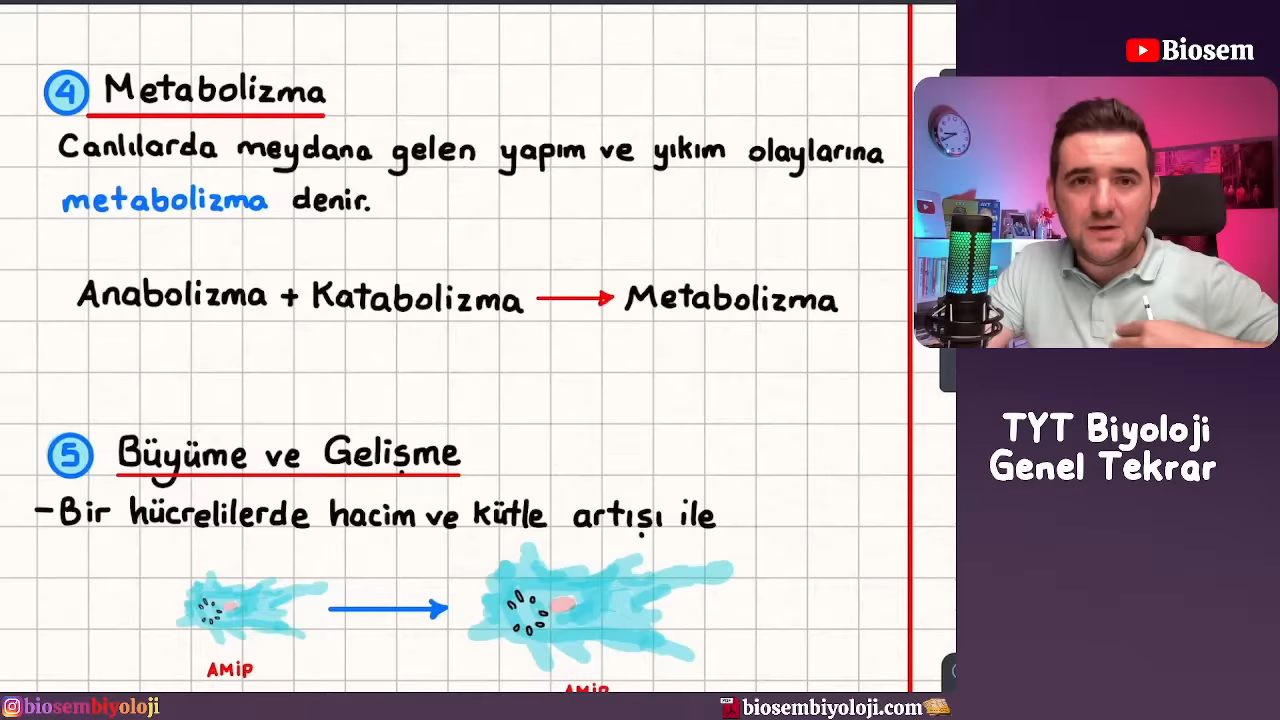 4 Metabolizma
Canlılarda meydana gelen yapım ve yıkım olaylarına
metabolizma denir.
Anabolizma + Katabolizma → Metabolizma
5 Büyüme ve Gelişme
- Bir hücrelilerde hacim ve kütle artışı ile
AMİP
AMİP
Biosem
TYT Biyoloji
Genel Tekrar
biosembiyoloji
biosembiyoloji.com